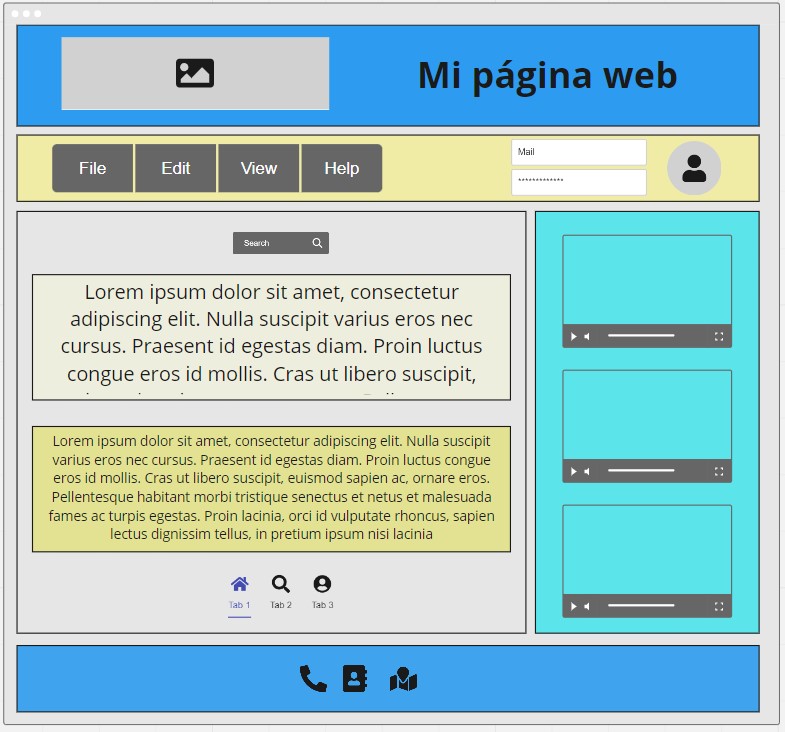 Mi página web
File Edit View Help
Mail
*************
Search
Lorem ipsum dolor sit amet, consectetur
adipiscing elit. Nulla suscipit varius eros nec
cursus. Praesent id egestas diam. Proin luctus
congue eros id mollis. Cras ut libero suscipit,
Lorem ipsum dolor sit amet, consectetur adipiscing elit. Nulla suscipit
varius eros nec cursus. Praesent id egestas diam. Proin luctus congue
eros id mollis. Cras ut libero suscipit, euismod sapien ac, ornare eros.
Pellentesque habitant morbi tristique senectus et netus et malesuada
fames ac turpis egestas. Proin lacinia, orci id vulputate rhoncus, sapien
lectus dignissim tellus, in pretium ipsum nisi lacinia
Tab 1 Tab 2 Tab 3